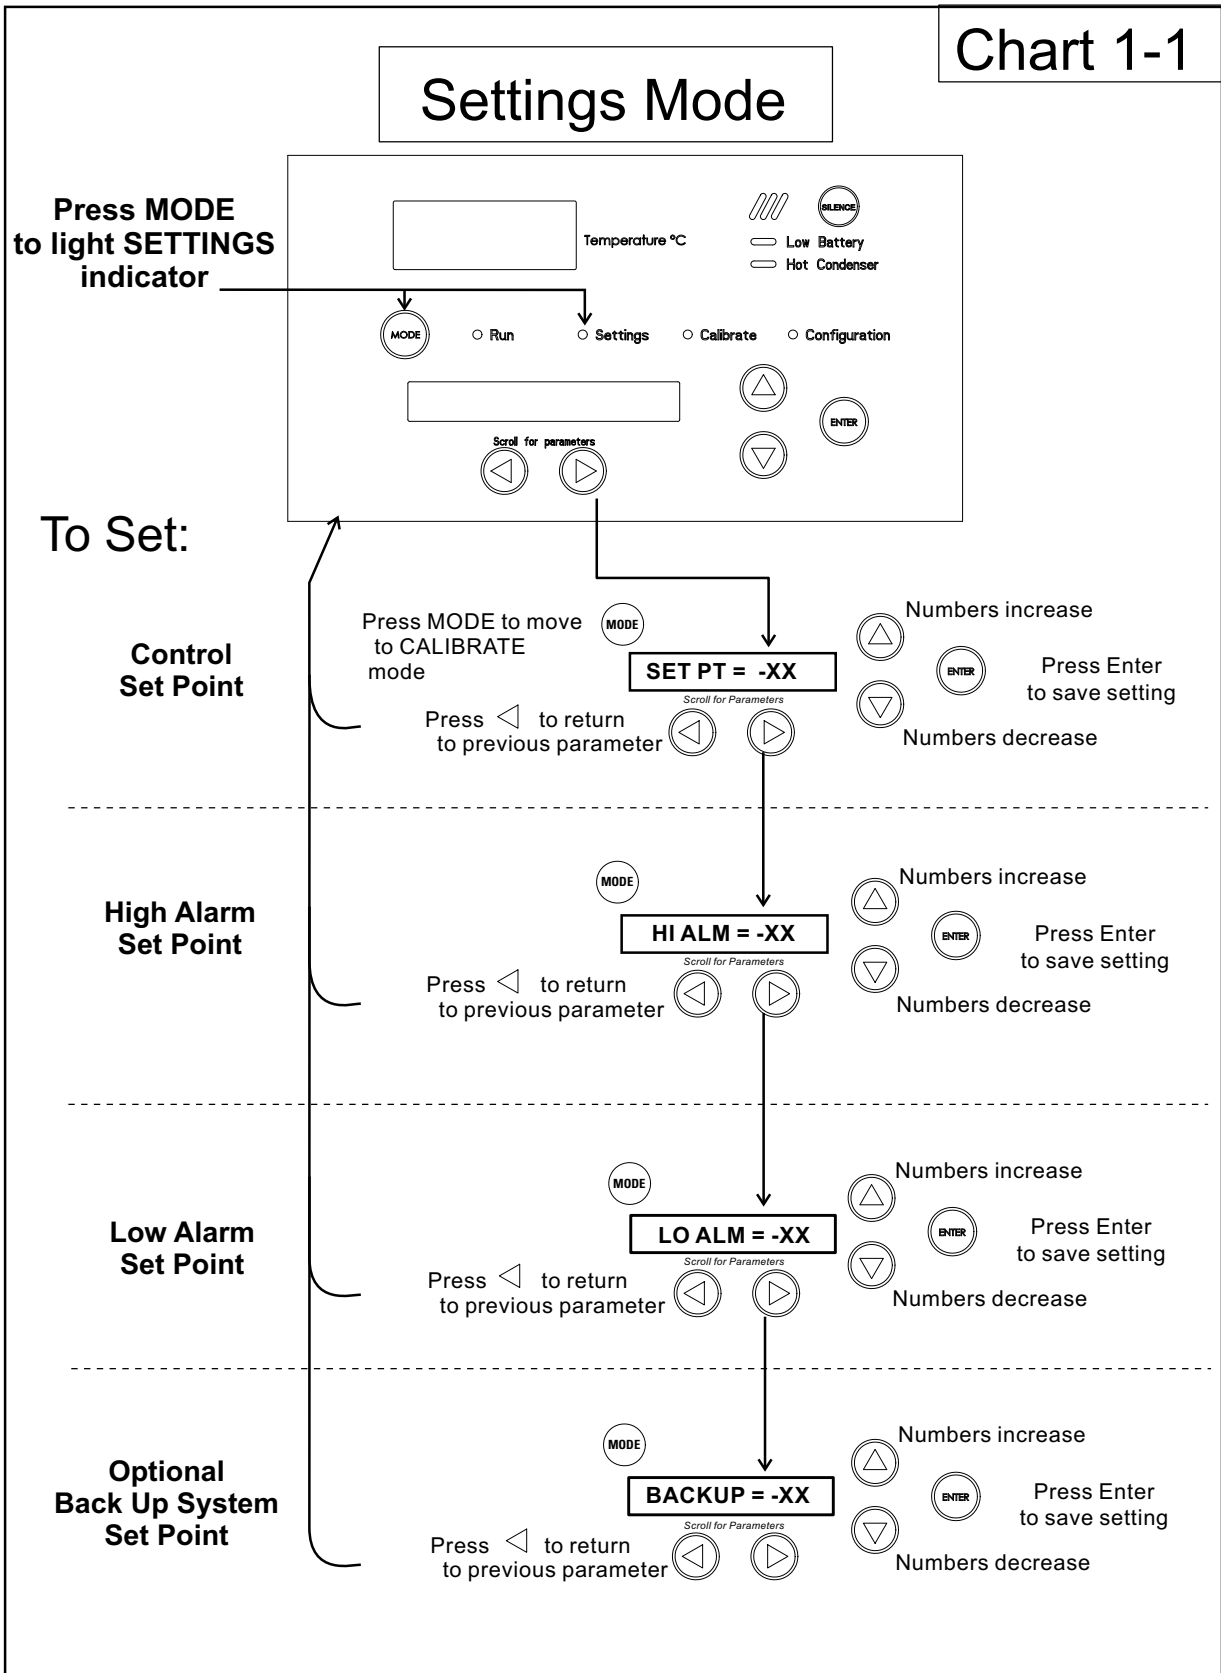 Chart 1-1
Settings Mode
Press MODE
to light SETTINGS
indicator
Temperature °C
SILENCE
Low Battery
Hot Condenser
MODE
Run
Settings
Calibrate
Configuration
ENTER
Scroll for parameters
To Set:
Control
Set Point
Press MODE to move
to CALIBRATE
mode
MODE
SET PT = -XX
Scroll for Parameters
Press to return
to previous parameter
Numbers increase
ENTER
Press Enter
to save setting
Numbers decrease
High Alarm
Set Point
MODE
HI ALM = -XX
Scroll for Parameters
Press to return
to previous parameter
Numbers increase
ENTER
Press Enter
to save setting
Numbers decrease
Low Alarm
Set Point
MODE
LO ALM = -XX
Scroll for Parameters
Press to return
to previous parameter
Numbers increase
ENTER
Press Enter
to save setting
Numbers decrease
Optional
Back Up System
Set Point
MODE
BACKUP = -XX
Scroll for Parameters
Press to return
to previous parameter
Numbers increase
ENTER
Press Enter
to save setting
Numbers decrease